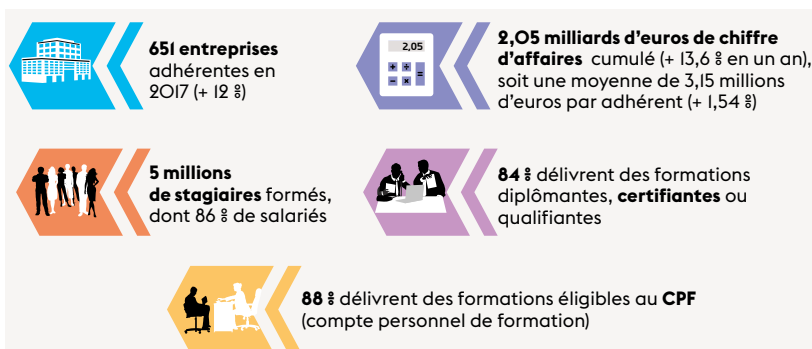 651 entreprises
adhérentes en
2017 (+ 12 %)
2,05
+ ÷
- × =
2,05 milliards d'euros de chiffre
d'affaires cumulé (+ 13,6 % en un an),
soit une moyenne de 3,15 millions
d'euros par adhérent (+ 1,54 %)
5 millions
de stagiaires formés,
dont 86 % de salariés
84 % délivrent des formations
diplômantes, certifiantes ou
qualifiantes
88 % délivrent des formations éligibles au CPF
(compte personnel de formation)